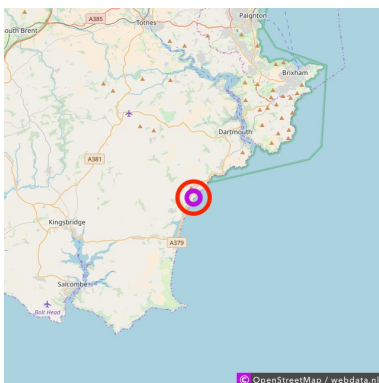 Paignton
A385
Totnes
outh Brent
Brixham
Dartmouth
A381
Kingsbridge
A379
Salcombe
Bolt Head
© OpenStreetMap / webdata.nl